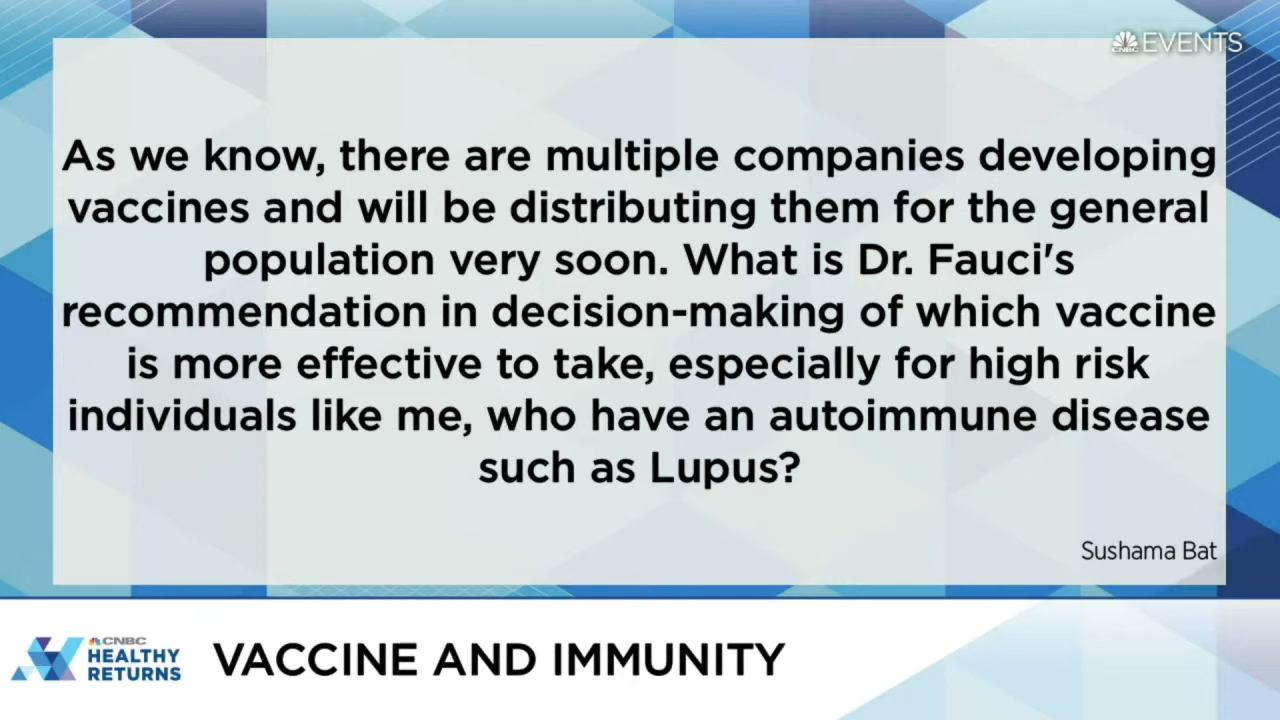 CNBC EVENTS
As we know, there are multiple companies developing
vaccines and will be distributing them for the general
population very soon. What is Dr. Fauci's
recommendation in decision-making of which vaccine
is more effective to take, especially for high risk
individuals like me, who have an autoimmune disease
such as Lupus?
Sushama Bat
CNBC
HEALTHY
RETURNS
VACCINE AND IMMUNITY